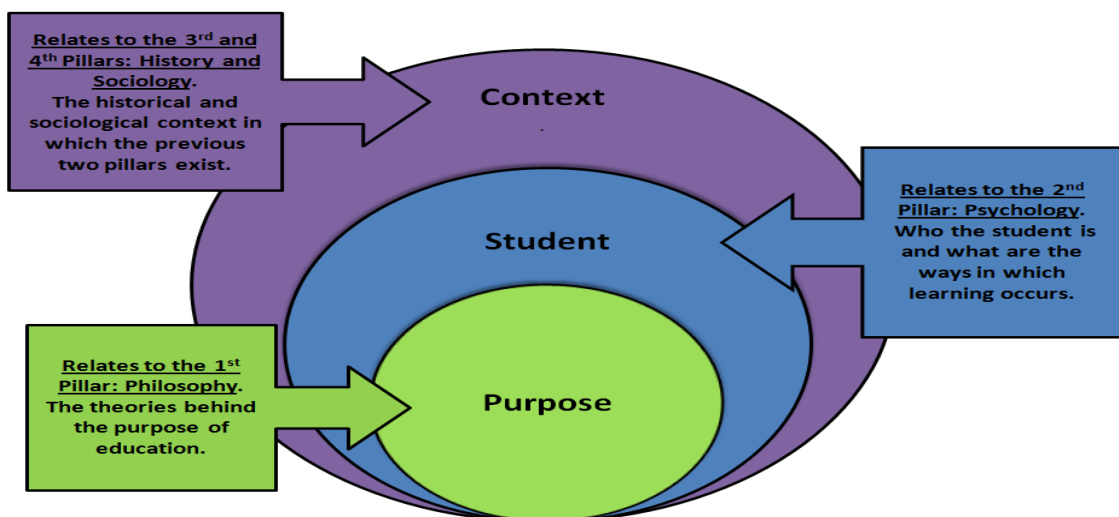 Relates to the 3rd and
4th Pillars: History and
Sociology.
The historical and
sociological context in
which the previous
two pillars exist.
Context
.
Relates to the 2nd
Pillar: Psychology.
Who the student is
and what are the
ways in which
learning occurs.
Student
Relates to the 1st
Pillar: Philosophy.
The theories behind
the purpose of
education.
Purpose